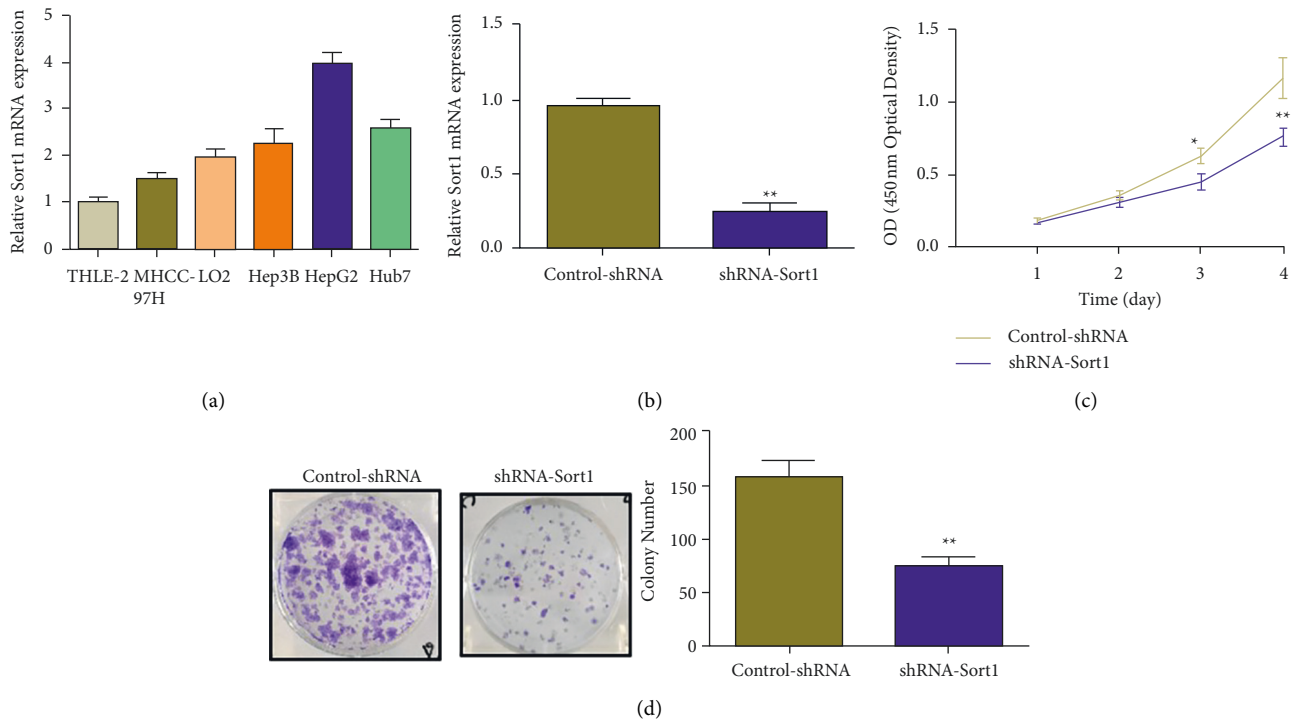 Relative Sort1 mRNA expression
5
4
3
2
1
0
THLE-2 MHCC-LO2 Hep3B HepG2 Hub7
97H
(a)
Relative Sort1 mRNA expression
1.5
1.0
0.5
0.0
**
Control-shRNA shRNA-Sort1
(b)
OD (450 nm Optical Density)
1.5
1.0
0.5
0.0
*
**
1 2 3 4
Time (day)
Control-shRNA
shRNA-Sort1
(c)
Control-shRNA shRNA-Sort1
Colony Number
200
150
100
50
0
**
Control-shRNA shRNA-Sort1
(d)